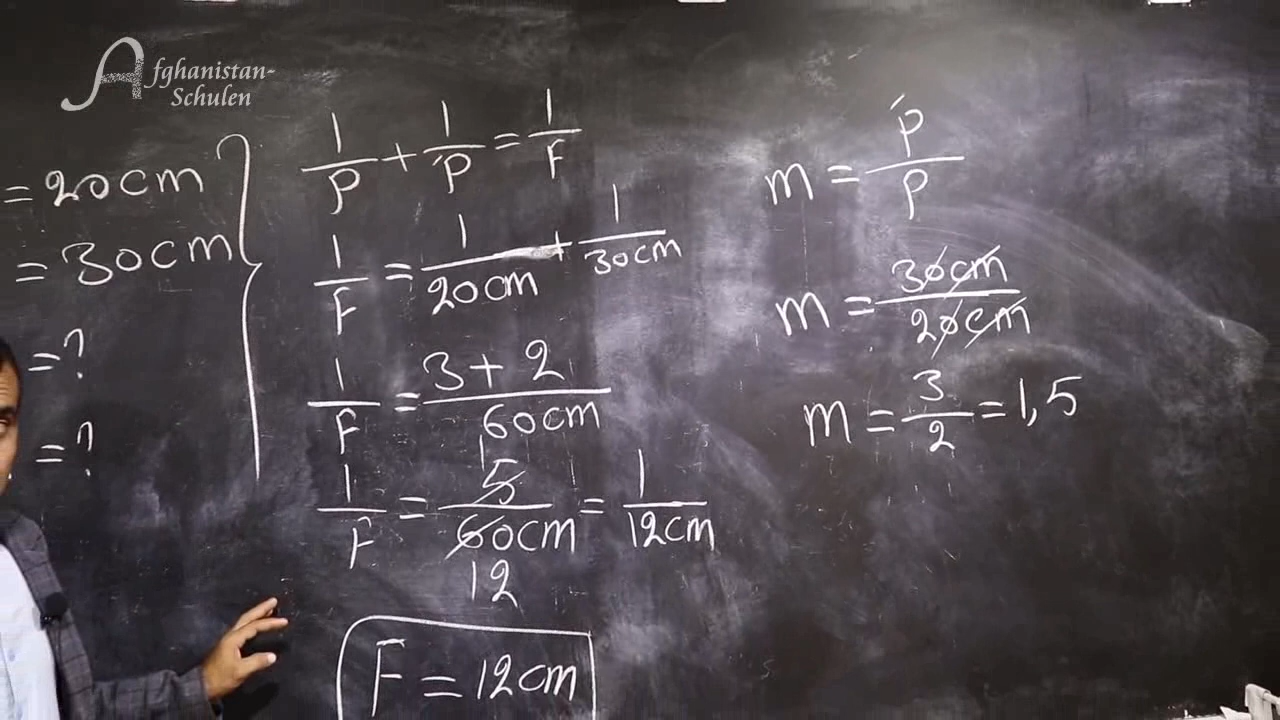 Afghanistan-
Schulen
= 20cm
= 30cm
= ?
= ?
1/P + 1/ṕ = 1/F
1/F = 1/20cm + 1/30cm
1/F = 3+2/60cm
1/F = 5/60cm = 1/12cm
1
12
F = 12cm
m = ṕ/P
m = 30cm/20cm
m = 3/2 = 1,5